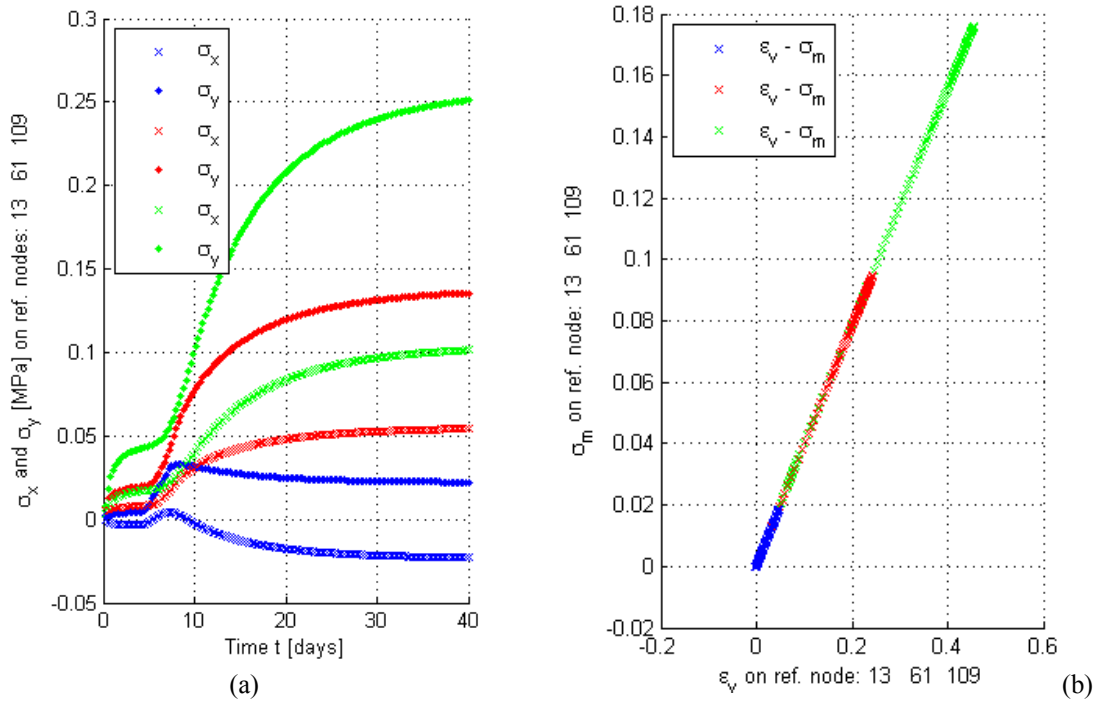 0.3
0.25
0.2
0.15
0.1
0.05
0
-0.05
σx and σy [MPa] on ref. nodes: 13 61 109
σx
σy
σx
σy
σx
σy
0 10 20 30 40
Time t [days]
(a)
0.18
0.16
0.14
0.12
0.1
0.08
0.06
0.04
0.02
0
-0.02
σm on ref. node: 13 61 109
εv - σm
εv - σm
εv - σm
-0.2 0 0.2 0.4 0.6
εv on ref. node: 13 61 109
(b)